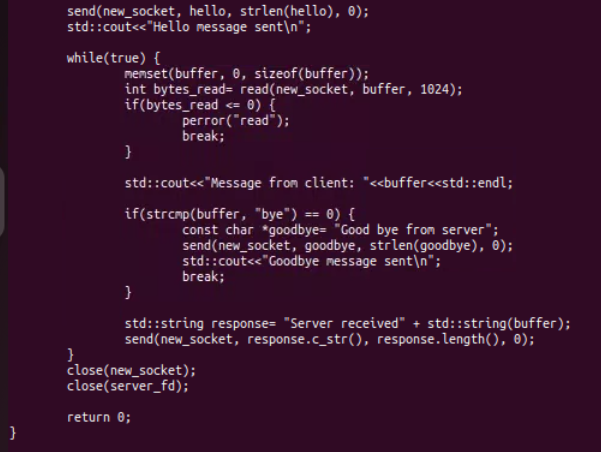 send(new_socket, hello, strlen(hello), 0);
std::cout<<"Hello message sent\n";
while(true) {
memset(buffer, 0, sizeof(buffer));
int bytes_read= read(new_socket, buffer, 1024);
if(bytes_read <= 0) {
perror("read");
break;
}
std::cout<<"Message from client: "<<buffer<<std::endl;
if(strcmp(buffer, "bye") == 0) {
const char *goodbye= "Good bye from server";
send(new_socket, goodbye, strlen(goodbye), 0);
std::cout<<"Goodbye message sent\n";
break;
}
std::string response= "Server received" + std::string(buffer);
send(new_socket, response.c_str(), response.length(), 0);
}
close(new_socket);
close(server_fd);
return 0;
}